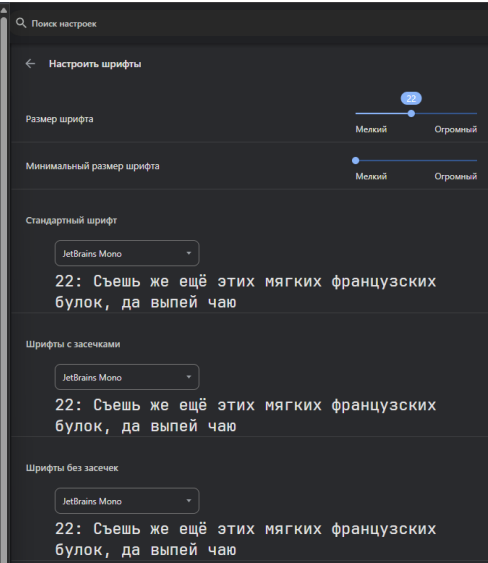 Поиск настроек
Настроить шрифты
22
Размер шрифта
Мелкий Огромный
Минимальный размер шрифта
Мелкий Огромный
Стандартный шрифт
JetBrains Mono
22: Съешь же ещё этих мягких французских
булок, да выпей чаю
Шрифты с засечками
JetBrains Mono
22: Съешь же ещё этих мягких французских
булок, да выпей чаю
Шрифты без засечек
JetBrains Mono
22: Съешь же ещё этих мягких французских
булок, да выпей чаю